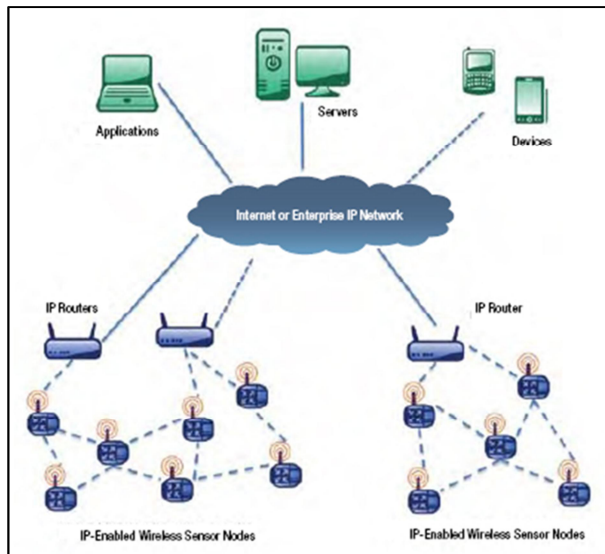 Applications
Servers
Devices
Internet or Enterprise IP Network
IP Routers
IP Router
IP-Enabled Wireless Sensor Nodes
IP-Enabled Wireless Sensor Nodes